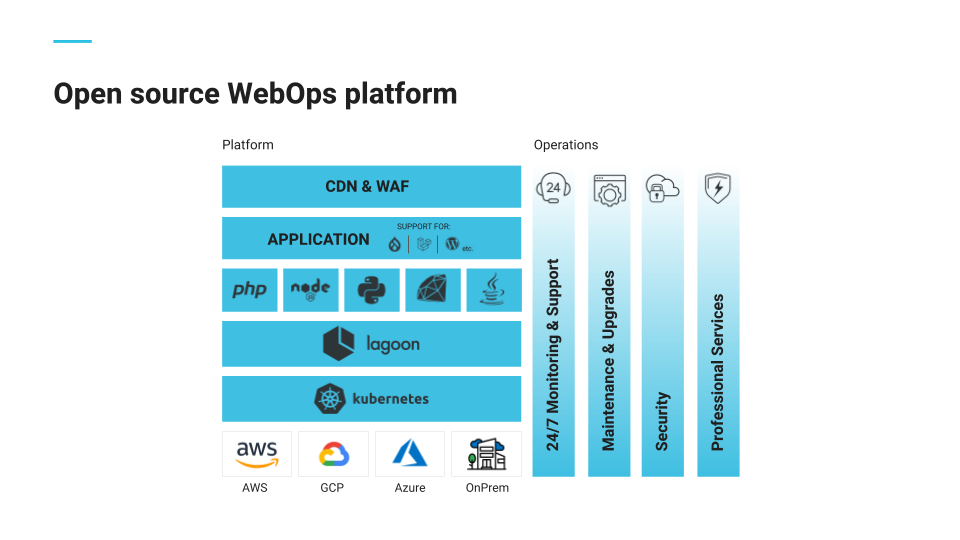 Open source WebOps platform
Platform
Operations
CDN & WAF
APPLICATION
SUPPORT FOR:
etc.
php
node
JS
lagoon
kubernetes
aws
AWS
GCP
Azure
OnPrem
24
24/7 Monitoring & Support
Maintenance & Upgrades
Security
Professional Services